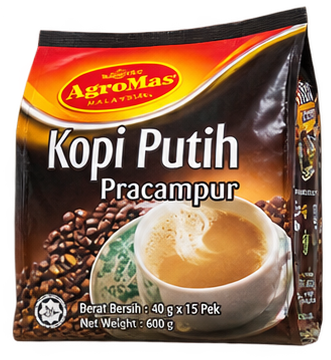 AgroMas
MALAYSIA
Kopi Putih
Pracampur
Berat Bersih : 40 g x 15 Pek
Net Weight : 600 g